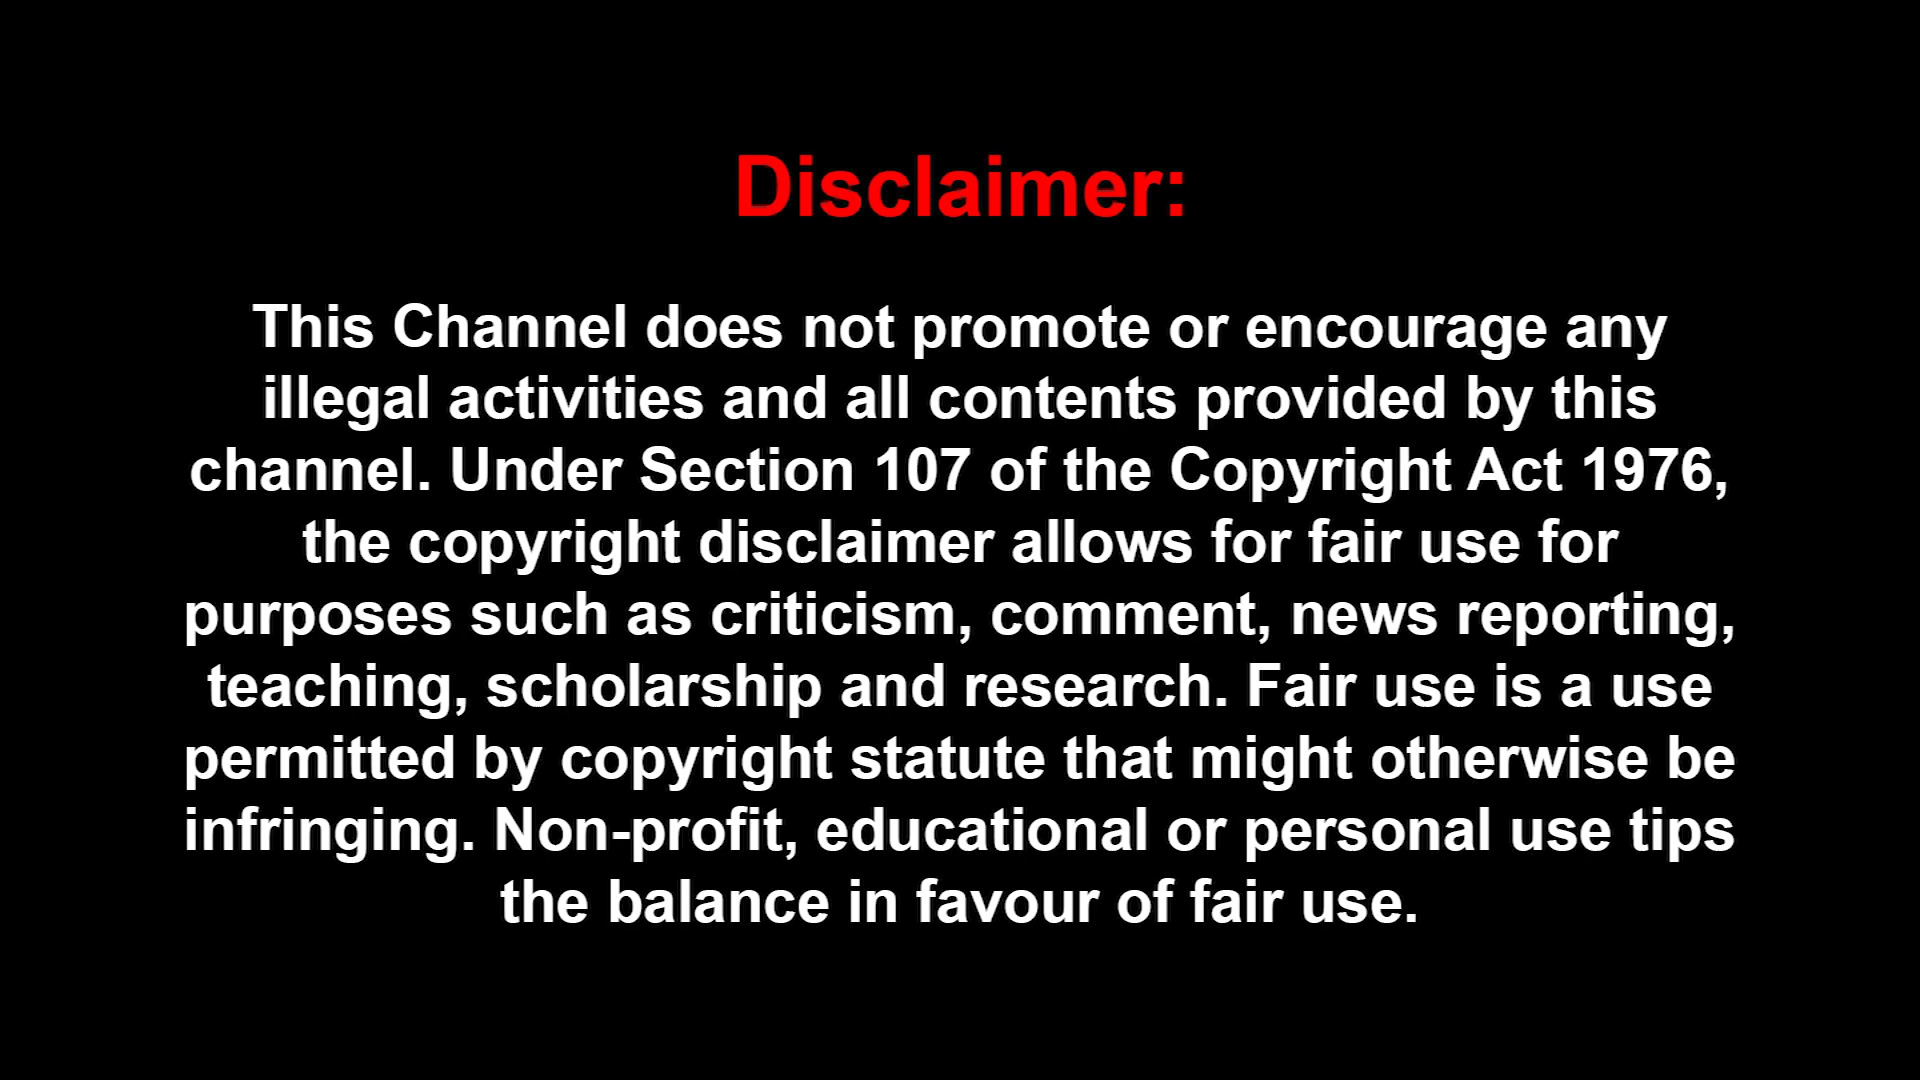 Disclaimer:
This Channel does not promote or encourage any
illegal activities and all contents provided by this
channel. Under Section 107 of the Copyright Act 1976,
the copyright disclaimer allows for fair use for
purposes such as criticism, comment, news reporting,
teaching, scholarship and research. Fair use is a use
permitted by copyright statute that might otherwise be
infringing. Non-profit, educational or personal use tips
the balance in favour of fair use.